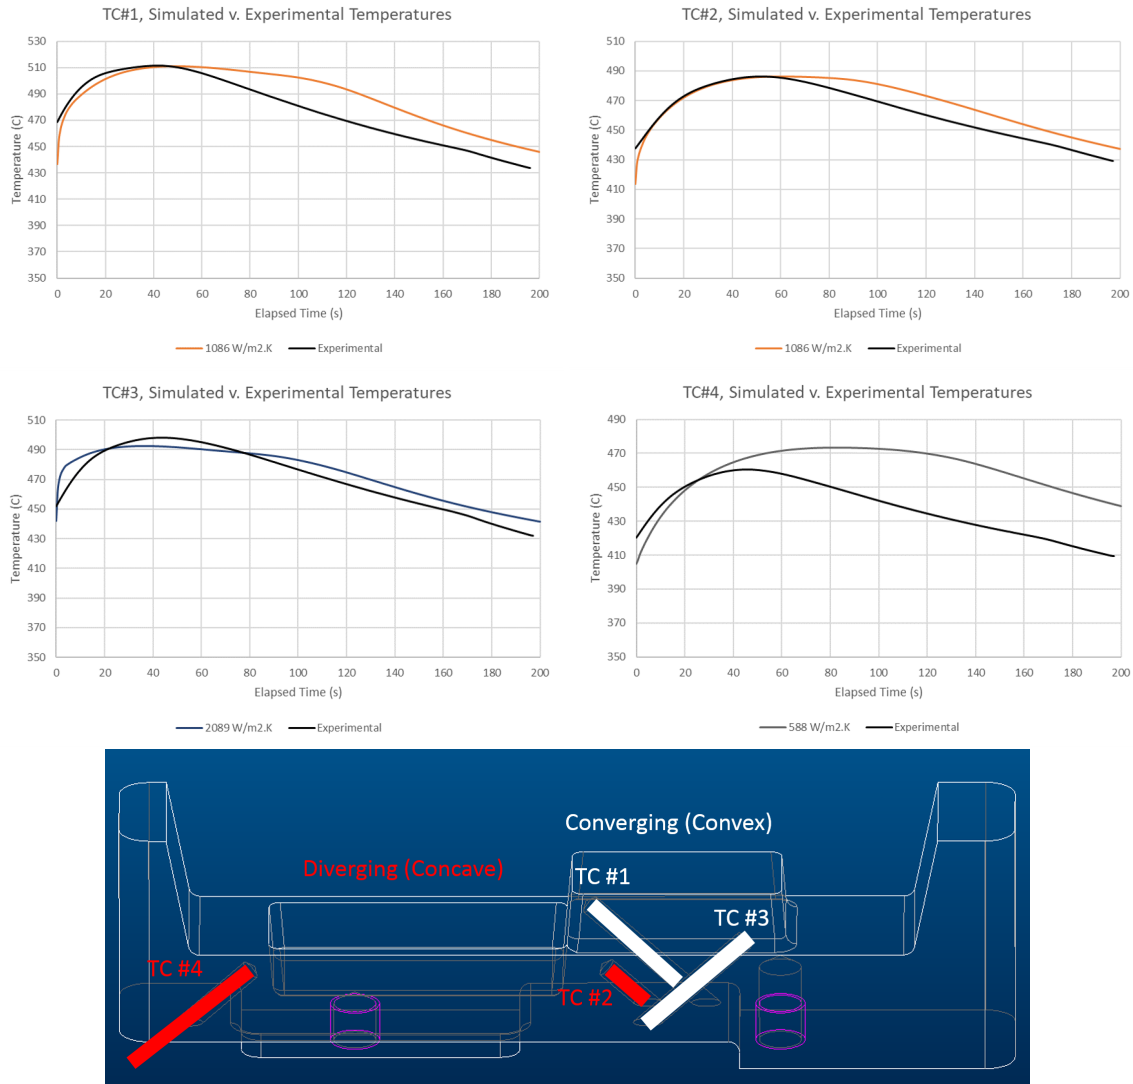 TC#1, Simulated v. Experimental Temperatures
530
510
490
470
450
430
410
390
370
350
Temperature (C)
0 20 40 60 80 100 120 140 160 180 200
Elapsed Time (s)
1086 W/m2.K Experimental
TC#2, Simulated v. Experimental Temperatures
510
490
470
450
430
410
390
370
350
Temperature (C)
0 20 40 60 80 100 120 140 160 180 200
Elapsed Time (s)
1086 W/m2.K Experimental
TC#3, Simulated v. Experimental Temperatures
510
490
470
450
430
410
390
370
350
Temperature (C)
0 20 40 60 80 100 120 140 160 180 200
Elapsed Time (s)
2089 W/m2.K Experimental
TC#4, Simulated v. Experimental Temperatures
490
470
450
430
410
390
370
350
Temperature (C)
0 20 40 60 80 100 120 140 160 180 200
Elapsed Time (s)
588 W/m2.K Experimental
Converging (Convex)
Diverging (Concave)
TC #1
TC #3
TC #4
TC #2